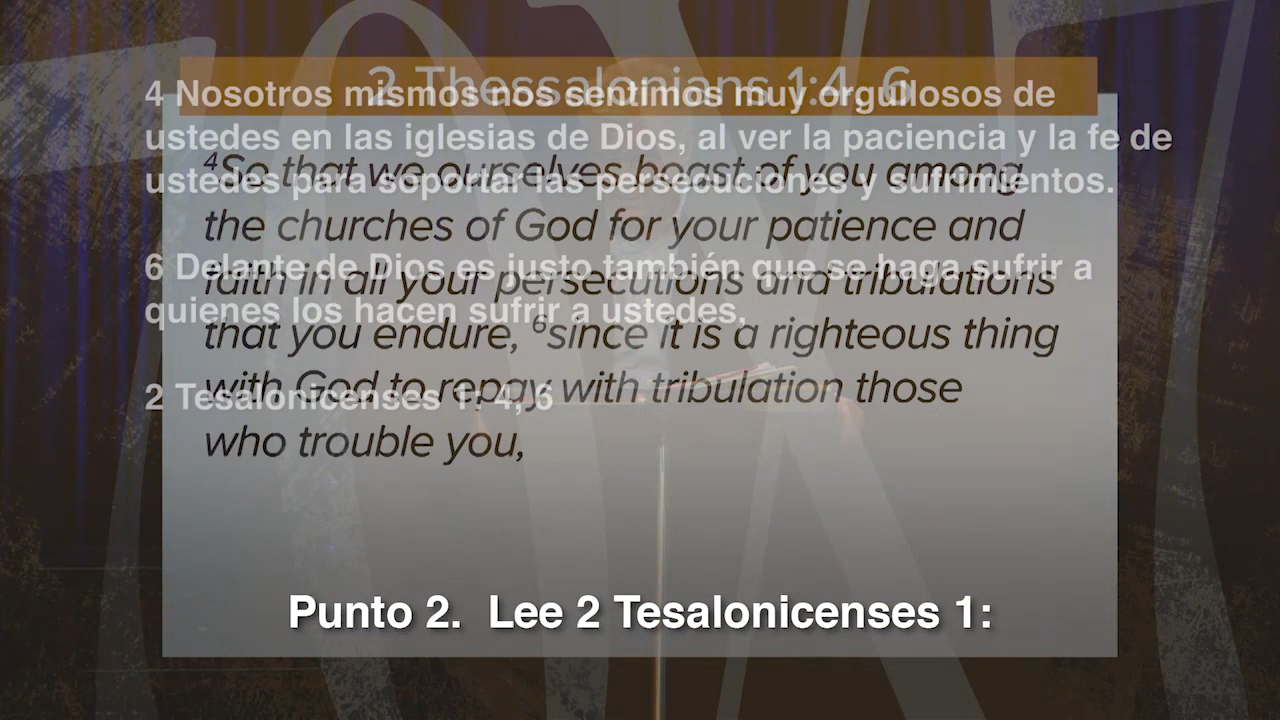 2 Thessalonians 1:4, 6
4 Nosotros mismos nos sentimos muy orgullosos de
ustedes en las iglesias de Dios, al ver la paciencia y la fe de
ustedes para soportar las persecuciones y sufrimientos.
6 Delante de Dios es justo también que se haga sufrir a
quienes los hacen sufrir a ustedes.
2 Tesalonicenses 1: 4, 6
4So that we ourselves boast of you among
the churches of God for your patience and
faith in all your persecutions and tribulations
that you endure, 6since it is a righteous thing
with God to repay with tribulation those
who trouble you,
Punto 2. Lee 2 Tesalonicenses 1: